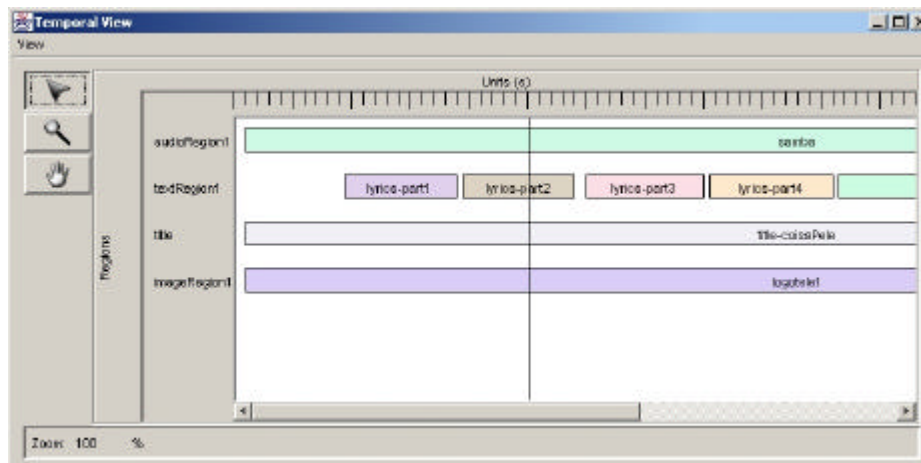 Temporal View
View
Units (s)
Regions
audioRegion1
samba
textRegion1
lyrics-part1
lyrics-part2
lyrics-part3
lyrics-part4
title
title-coisaPele
imageRegion1
logotele1
Zoom: 100 %